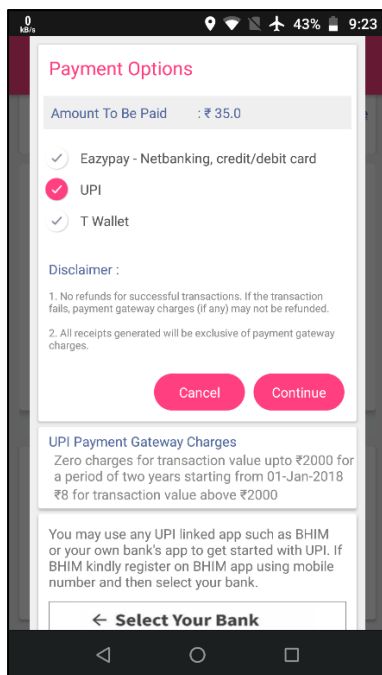 0
kB/s
43%
9:23
Payment Options
Amount To Be Paid : ₹ 35.0
Eazypay - Netbanking, credit/debit card
UPI
T Wallet
Disclaimer :
1. No refunds for successful transactions. If the transaction
fails, payment gateway charges (if any) may not be refunded.
2. All receipts generated will be exclusive of payment gateway
charges.
Cancel
Continue
UPI Payment Gateway Charges
Zero charges for transaction value upto ₹2000 for
a period of two years starting from 01-Jan-2018
₹8 for transaction value above ₹2000
You may use any UPI linked app such as BHIM
or your own bank's app to get started with UPI. If
BHIM kindly register on BHIM app using mobile
number and then select your bank.
← Select Your Bank